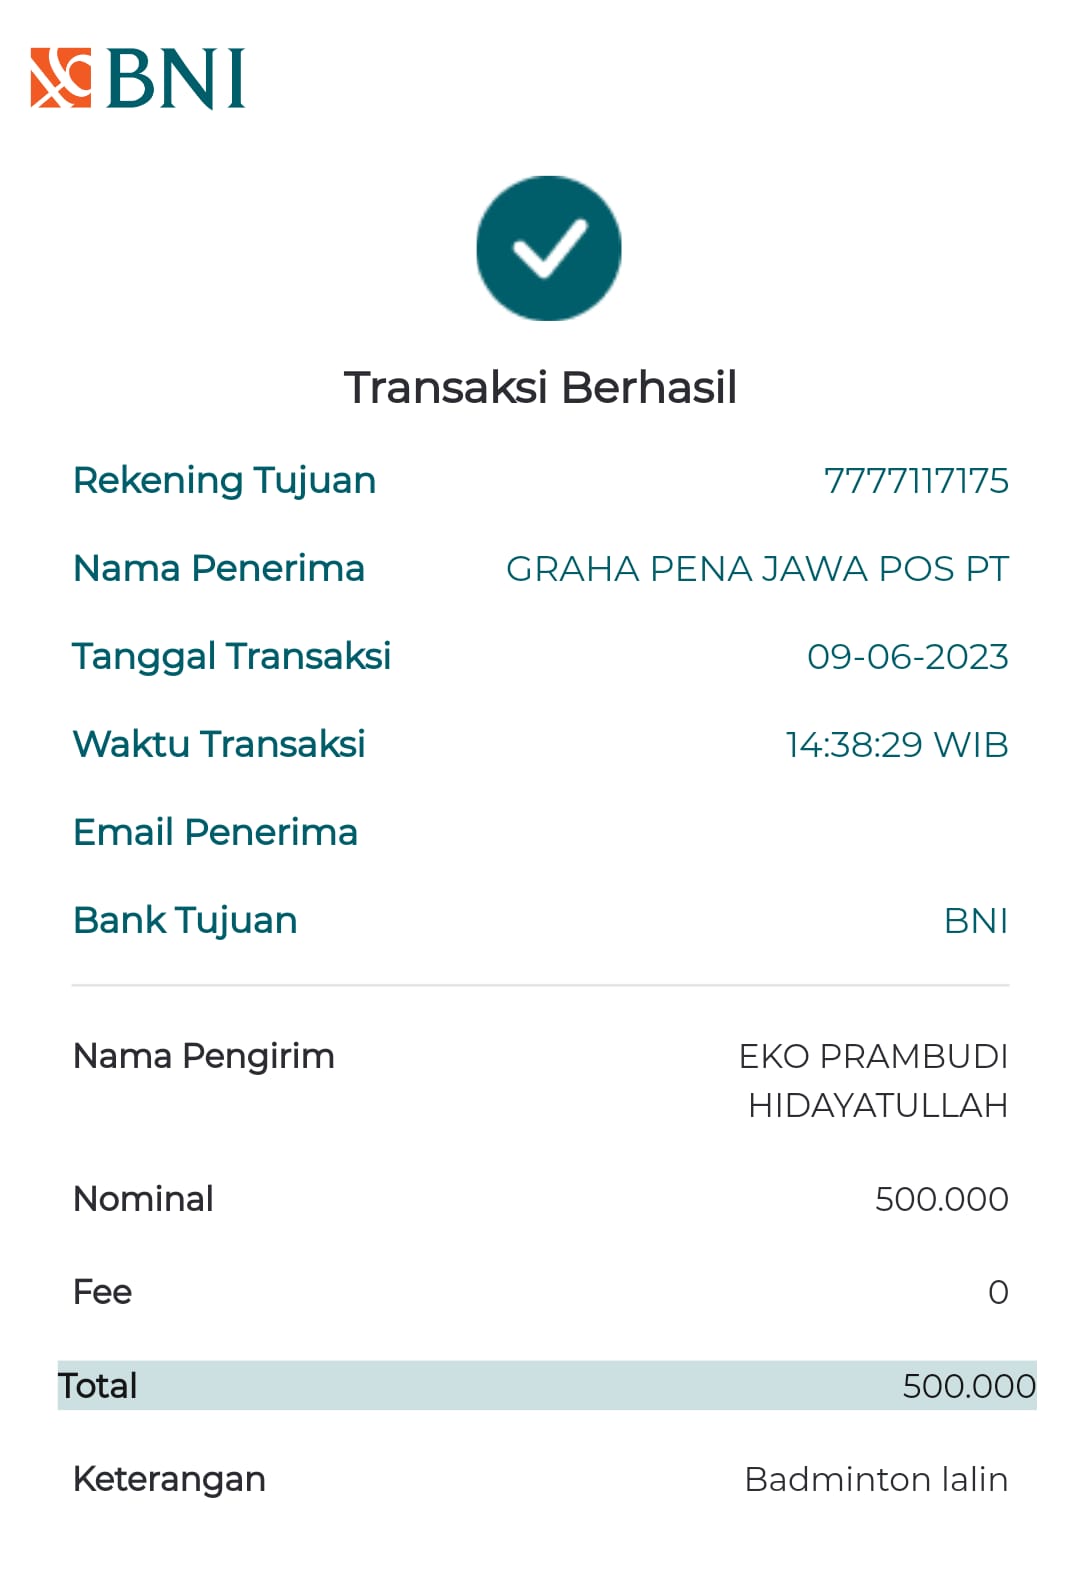 BNI
Transaksi Berhasil
Rekening Tujuan 7777117175
Nama Penerima GRAHA PENA JAWA POS PT
Tanggal Transaksi 09-06-2023
Waktu Transaksi 14:38:29 WIB
Email Penerima
Bank Tujuan BNI
Nama Pengirim EKO PRAMBUDI
HIDAYATULLAH
Nominal 500.000
Fee 0
Total 500.000
Keterangan Badminton lalin